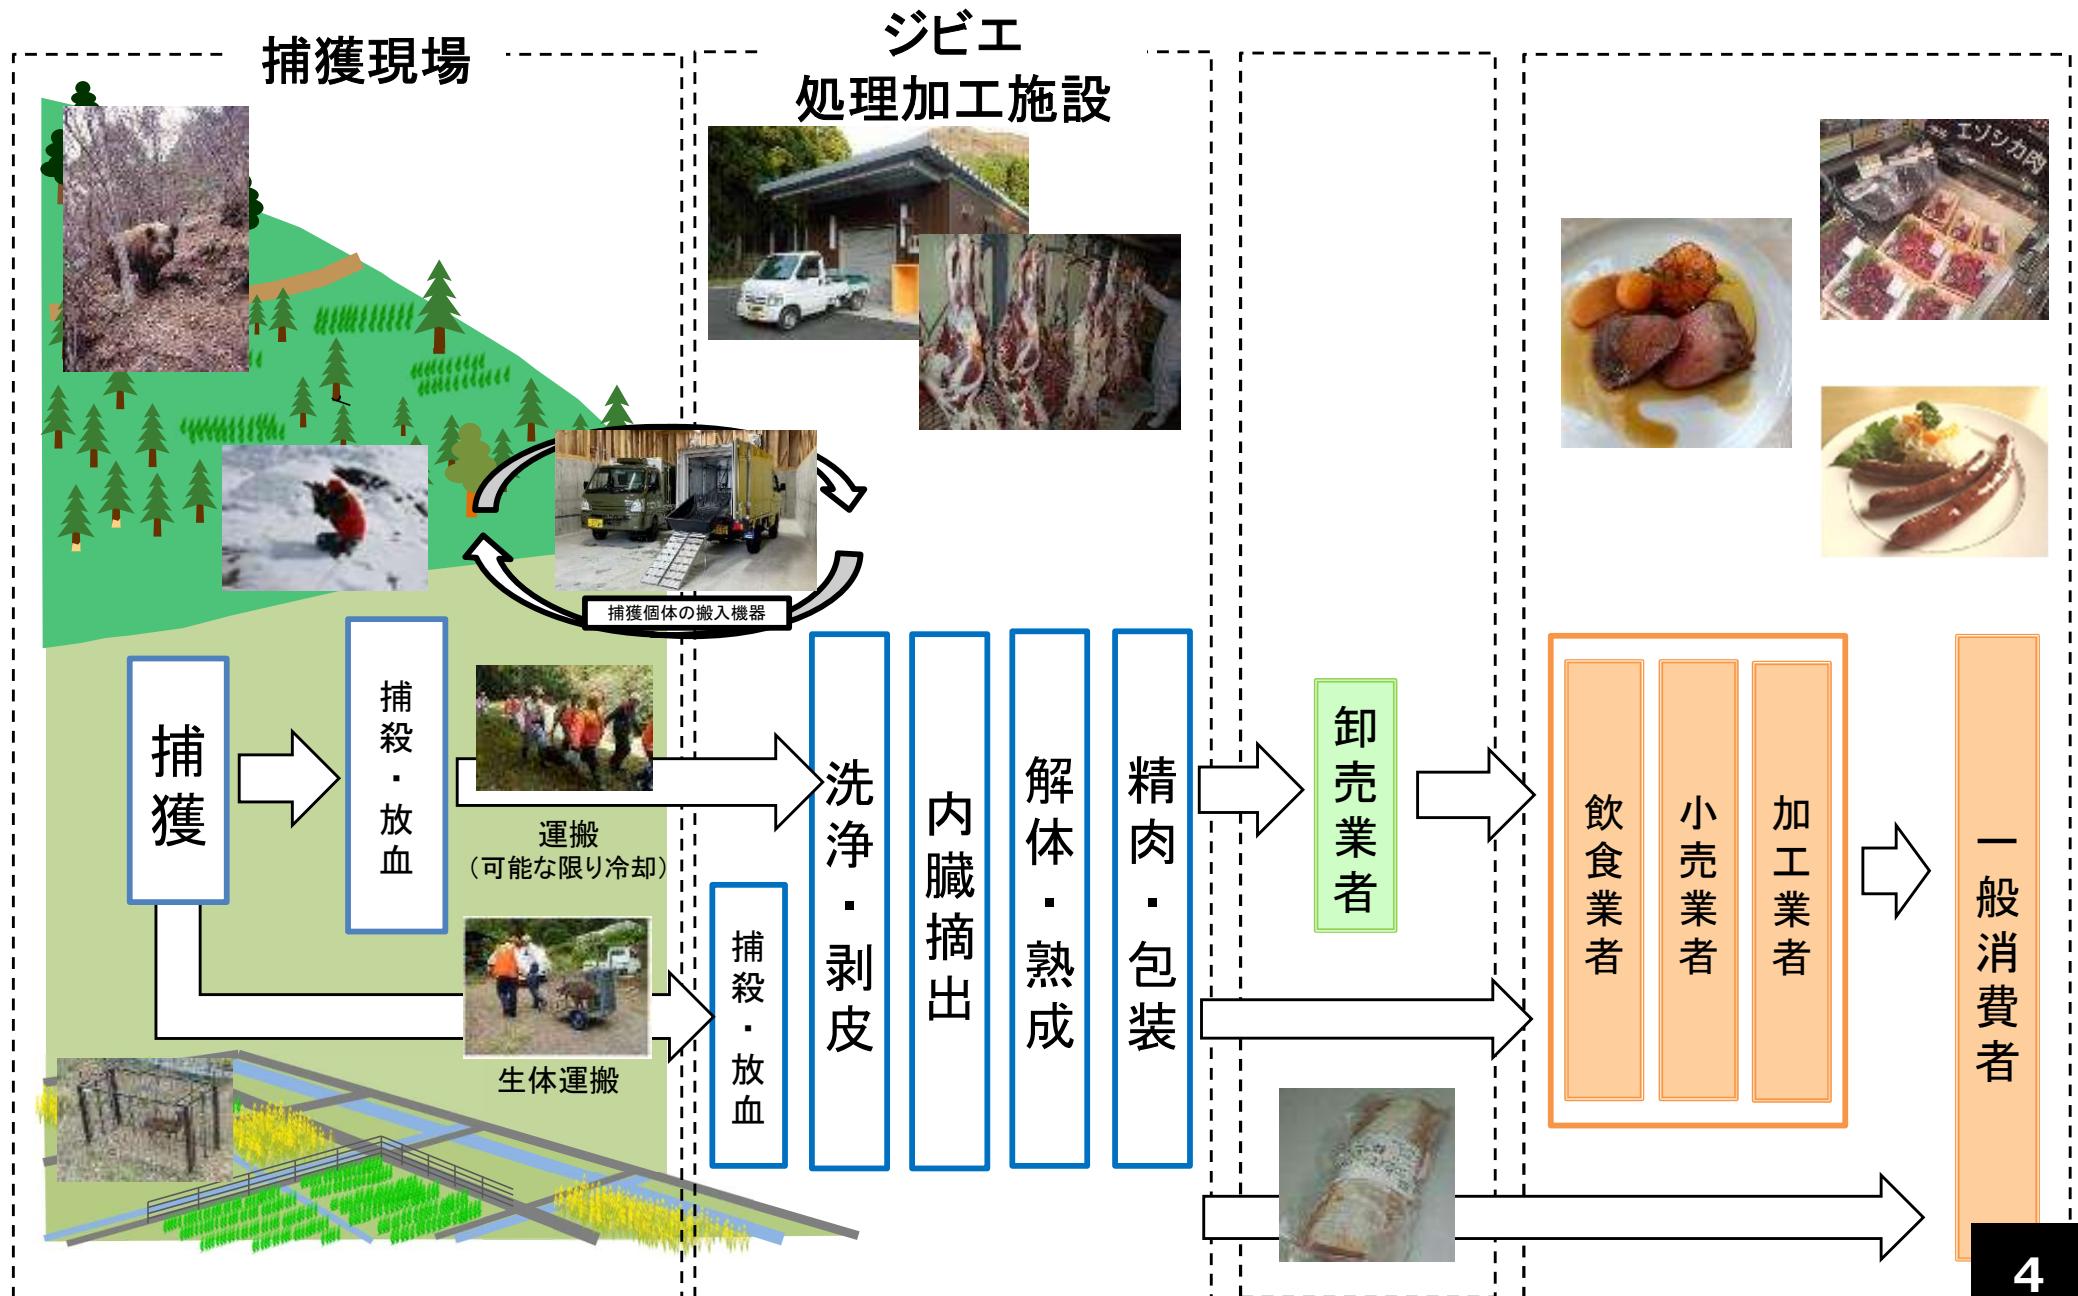 捕獲現場
ジビエ
処理加工施設
エゾシカ肉
捕獲個体の搬入機器
捕獲
捕殺・放血
運搬
（可能な限り冷却）
生体運搬
捕殺・放血
洗浄・剥皮
内臓摘出
解体・熟成
精肉・包装
卸売業者
飲食業者
小売業者
加工業者
一般消費者
4